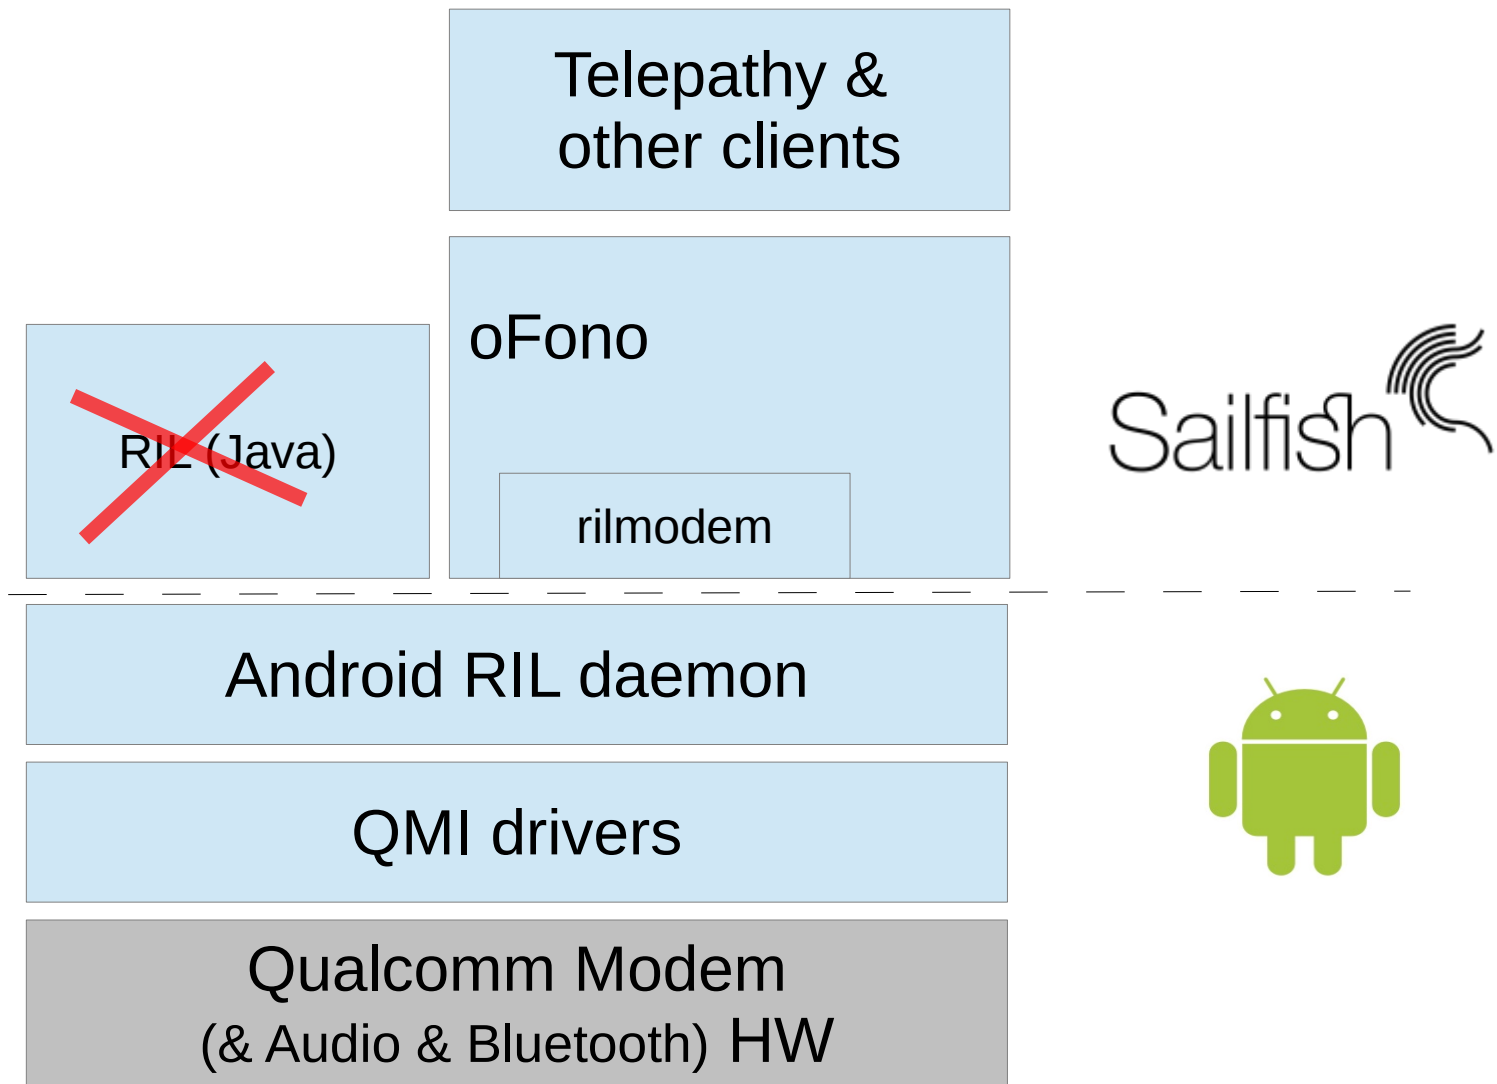 Telepathy &
other clients
oFono
RIL (Java)
rilmodem
Sailfish
Android RIL daemon
QMI drivers
Qualcomm Modem
(& Audio & Bluetooth) HW